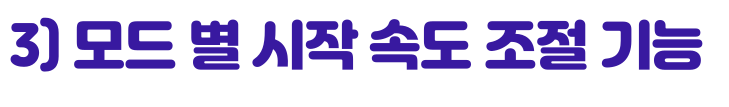 3) 모드 별 시작 속도 조절 기능